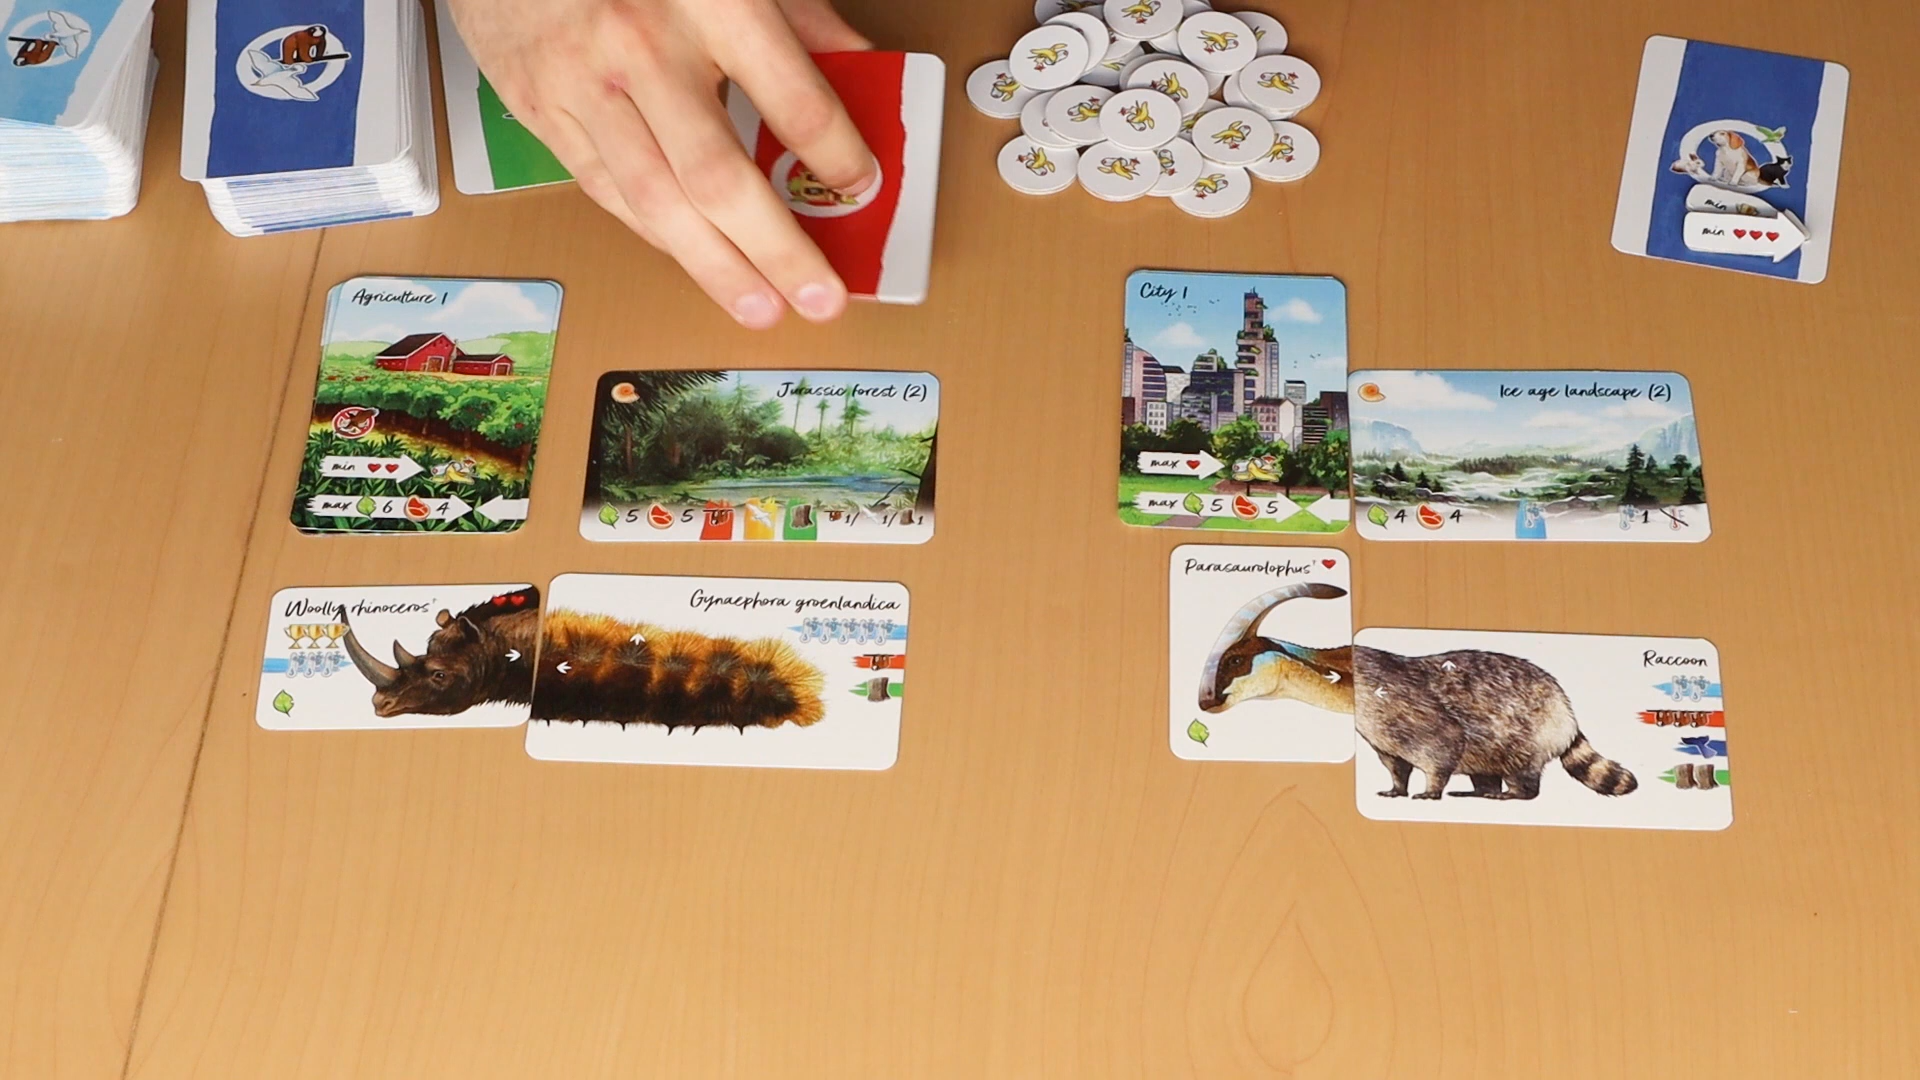 min
min
Agriculture 1
min
max 6 4
Jurassic forest (2)
5 5 1/ 1/ 1
City 1
max
max 5 5
Ice age landscape (2)
4 4 1
Woolly rhinoceros†
Gynaephora groenlandica
Parasaurolophus†
Raccoon